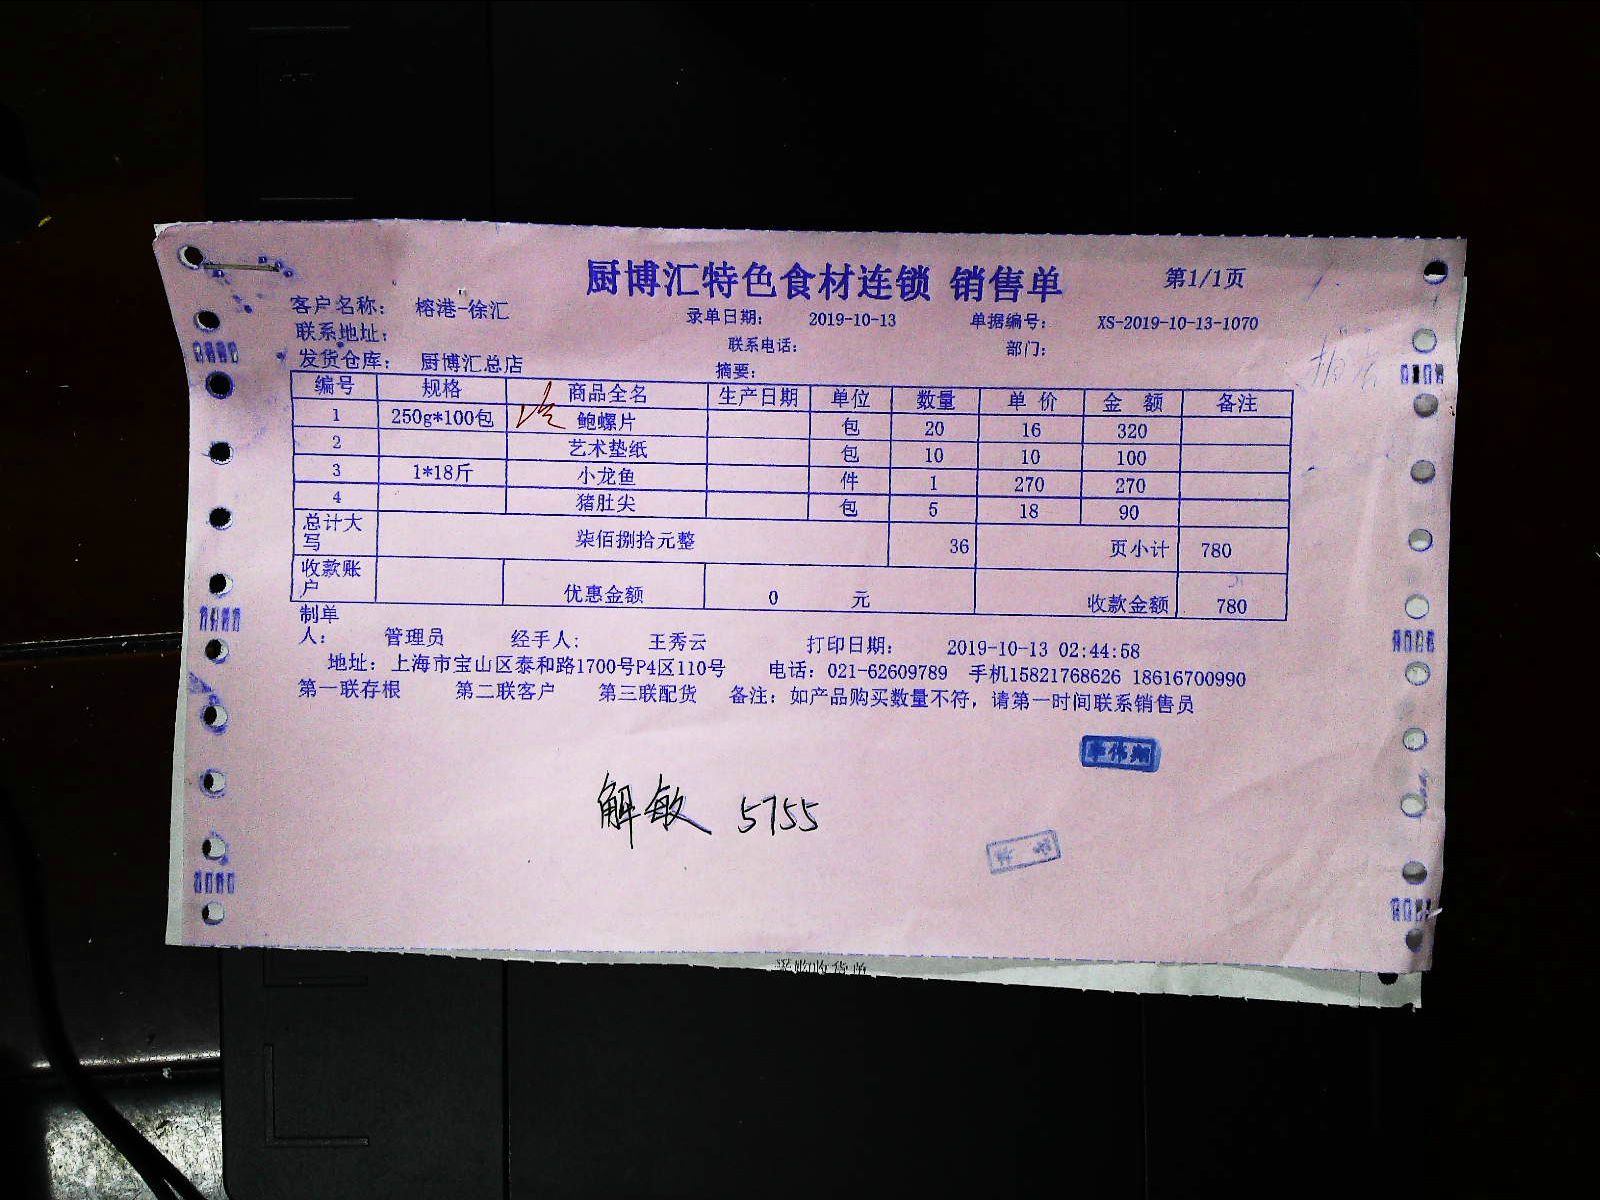 厨博汇特色食材连锁 销售单 第1/1页
客户名称: 榕港-徐汇 录单日期: 2019-10-13 单据编号: XS-2019-10-13-1070
联系地址: 联系电话: 部门:
发货仓库: 厨博汇总店 摘要:
编号 规格 商品全名 生产日期 单位 数量 单价 金额 备注
1 250g*100包 鲍螺片 包 20 16 320
2 艺术垫纸 包 10 10 100
3 1*18斤 小龙鱼 件 1 270 270
4 猪肚尖 包 5 18 90
总计大写 柒佰捌拾元整 36 页小计 780
收款账户 优惠金额 0 元 收款金额 780
制单人: 管理员 经手人: 王秀云 打印日期: 2019-10-13 02:44:58
地址: 上海市宝山区泰和路1700号P4区110号 电话: 021-62609789 手机15821768626 18616700990
第一联存根 第二联客户 第三联配货 备注: 如产品购买数量不符, 请第一时间联系销售员
解敏 5755